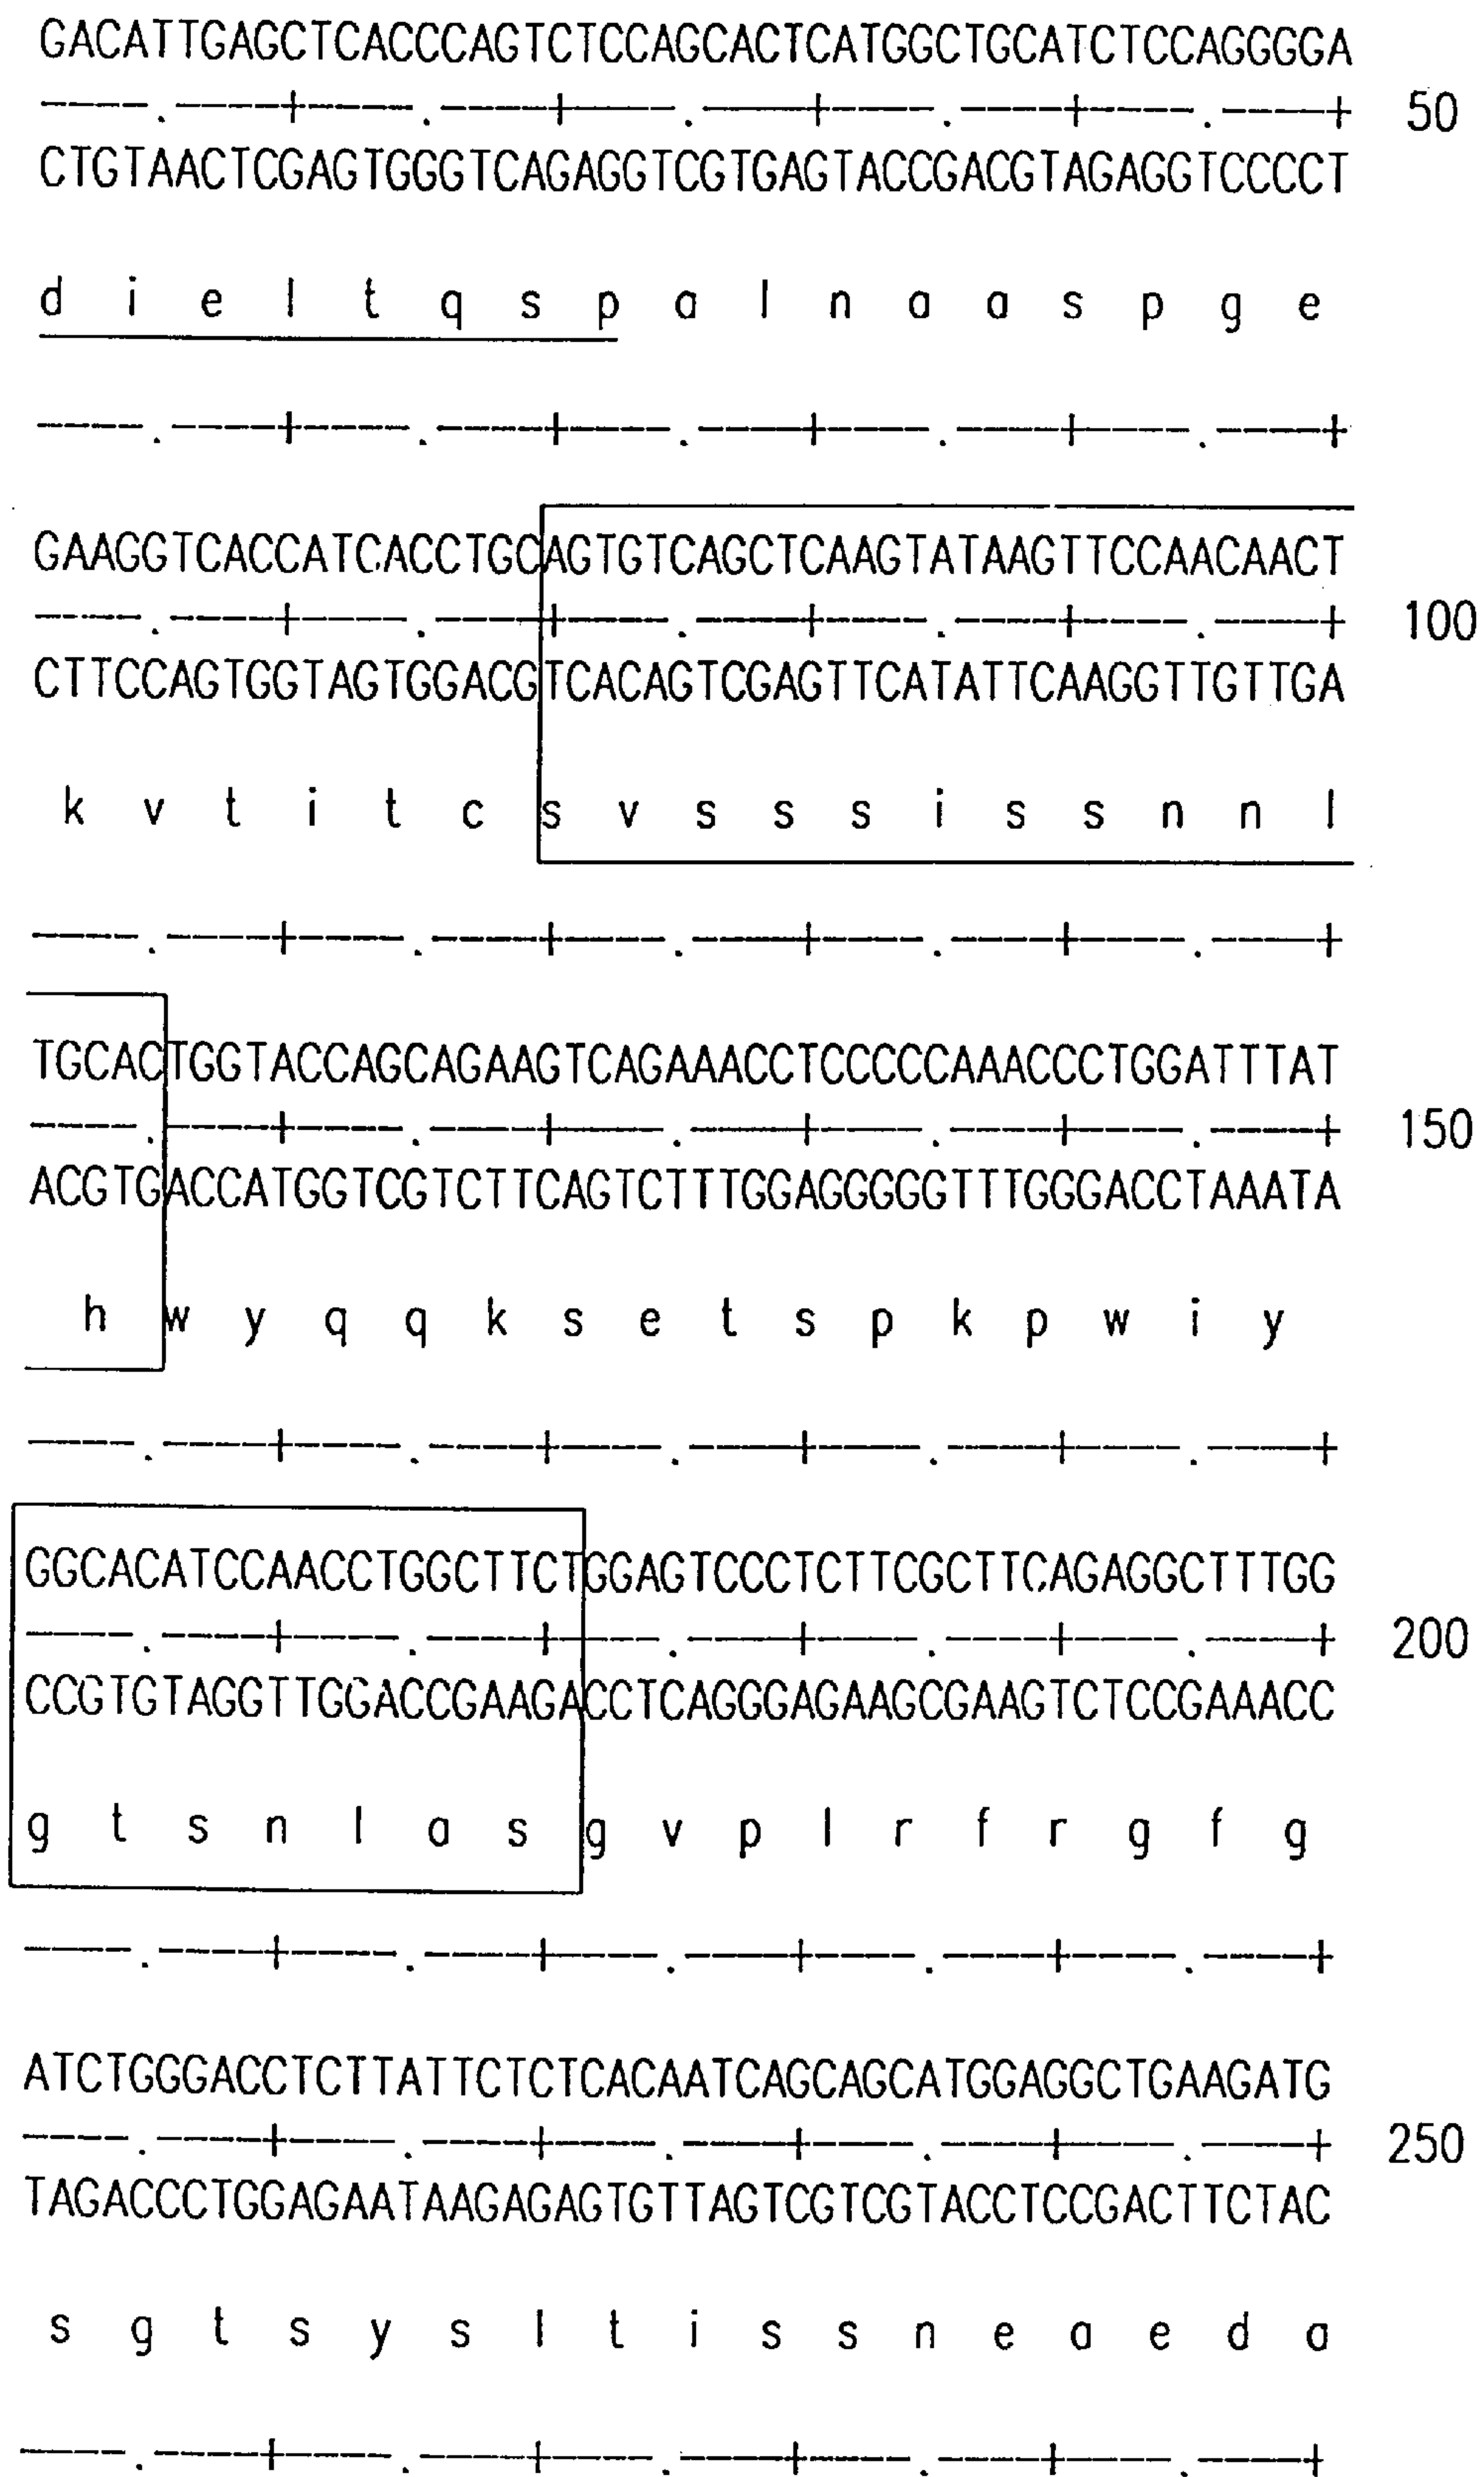 GACATTGAGCTCACCCAGTCTCCAGCACTCATGGCTGCATCTCCAGGGGA
----.----+----.----+----.----+----.----+----.----+ 50
CTGTAACTCGAGTGGGTCAGAGGTCGTGAGTACCGACGTAGAGGTCCCCT
d i e l t q s p a l n a a s p g e
----.----+----.----+----.----+----.----+----.----+
GAAGGTCACCATCACCTGCAGTGTCAGCTCAAGTATAAGTTCCAACAACT
----.----+----.----+----.----+----.----+----.----+ 100
CTTCCAGTGGTAGTGGACGTCACAGTCGAGTTCATATTCAAGGTTGTTGA
k v t i t c s v s s s i s s n n l
----.----+----.----+----.----+----.----+----.----+
TGCACTGGTACCAGCAGAAGTCAGAAACCTCCCCCAAACCCTGGATTTAT
----.----+----.----+----.----+----.----+----.----+ 150
ACGTGACCATGGTCGTCTTCAGTCTTTGGAGGGGGTTTGGGACCTAAATA
h w y q q k s e t s p k p w i y
----.----+----.----+----.----+----.----+----.----+
GGCACATCCAACCTGGCTTCTGGAGTCCCTCTTCGCTTCAGAGGCTTTGG
----.----+----.----+----.----+----.----+----.----+ 200
CCGTGTAGGTTGGACCGAAGACCTCAGGGAGAAGCGAAGTCTCCGAAACC
g t s n l a s g v p l r f r g f g
----.----+----.----+----.----+----.----+----.----+
ATCTGGGACCTCTTATTCTCTCACAATCAGCAGCATGGAGGCTGAAGATG
----.----+----.----+----.----+----.----+----.----+ 250
TAGACCCTGGAGAATAAGAGAGTGTTAGTCGTCGTACCTCCGACTTCTAC
s g t s y s l t i s s n e a e d a
----.----+----.----+----.----+----.----+----.----+